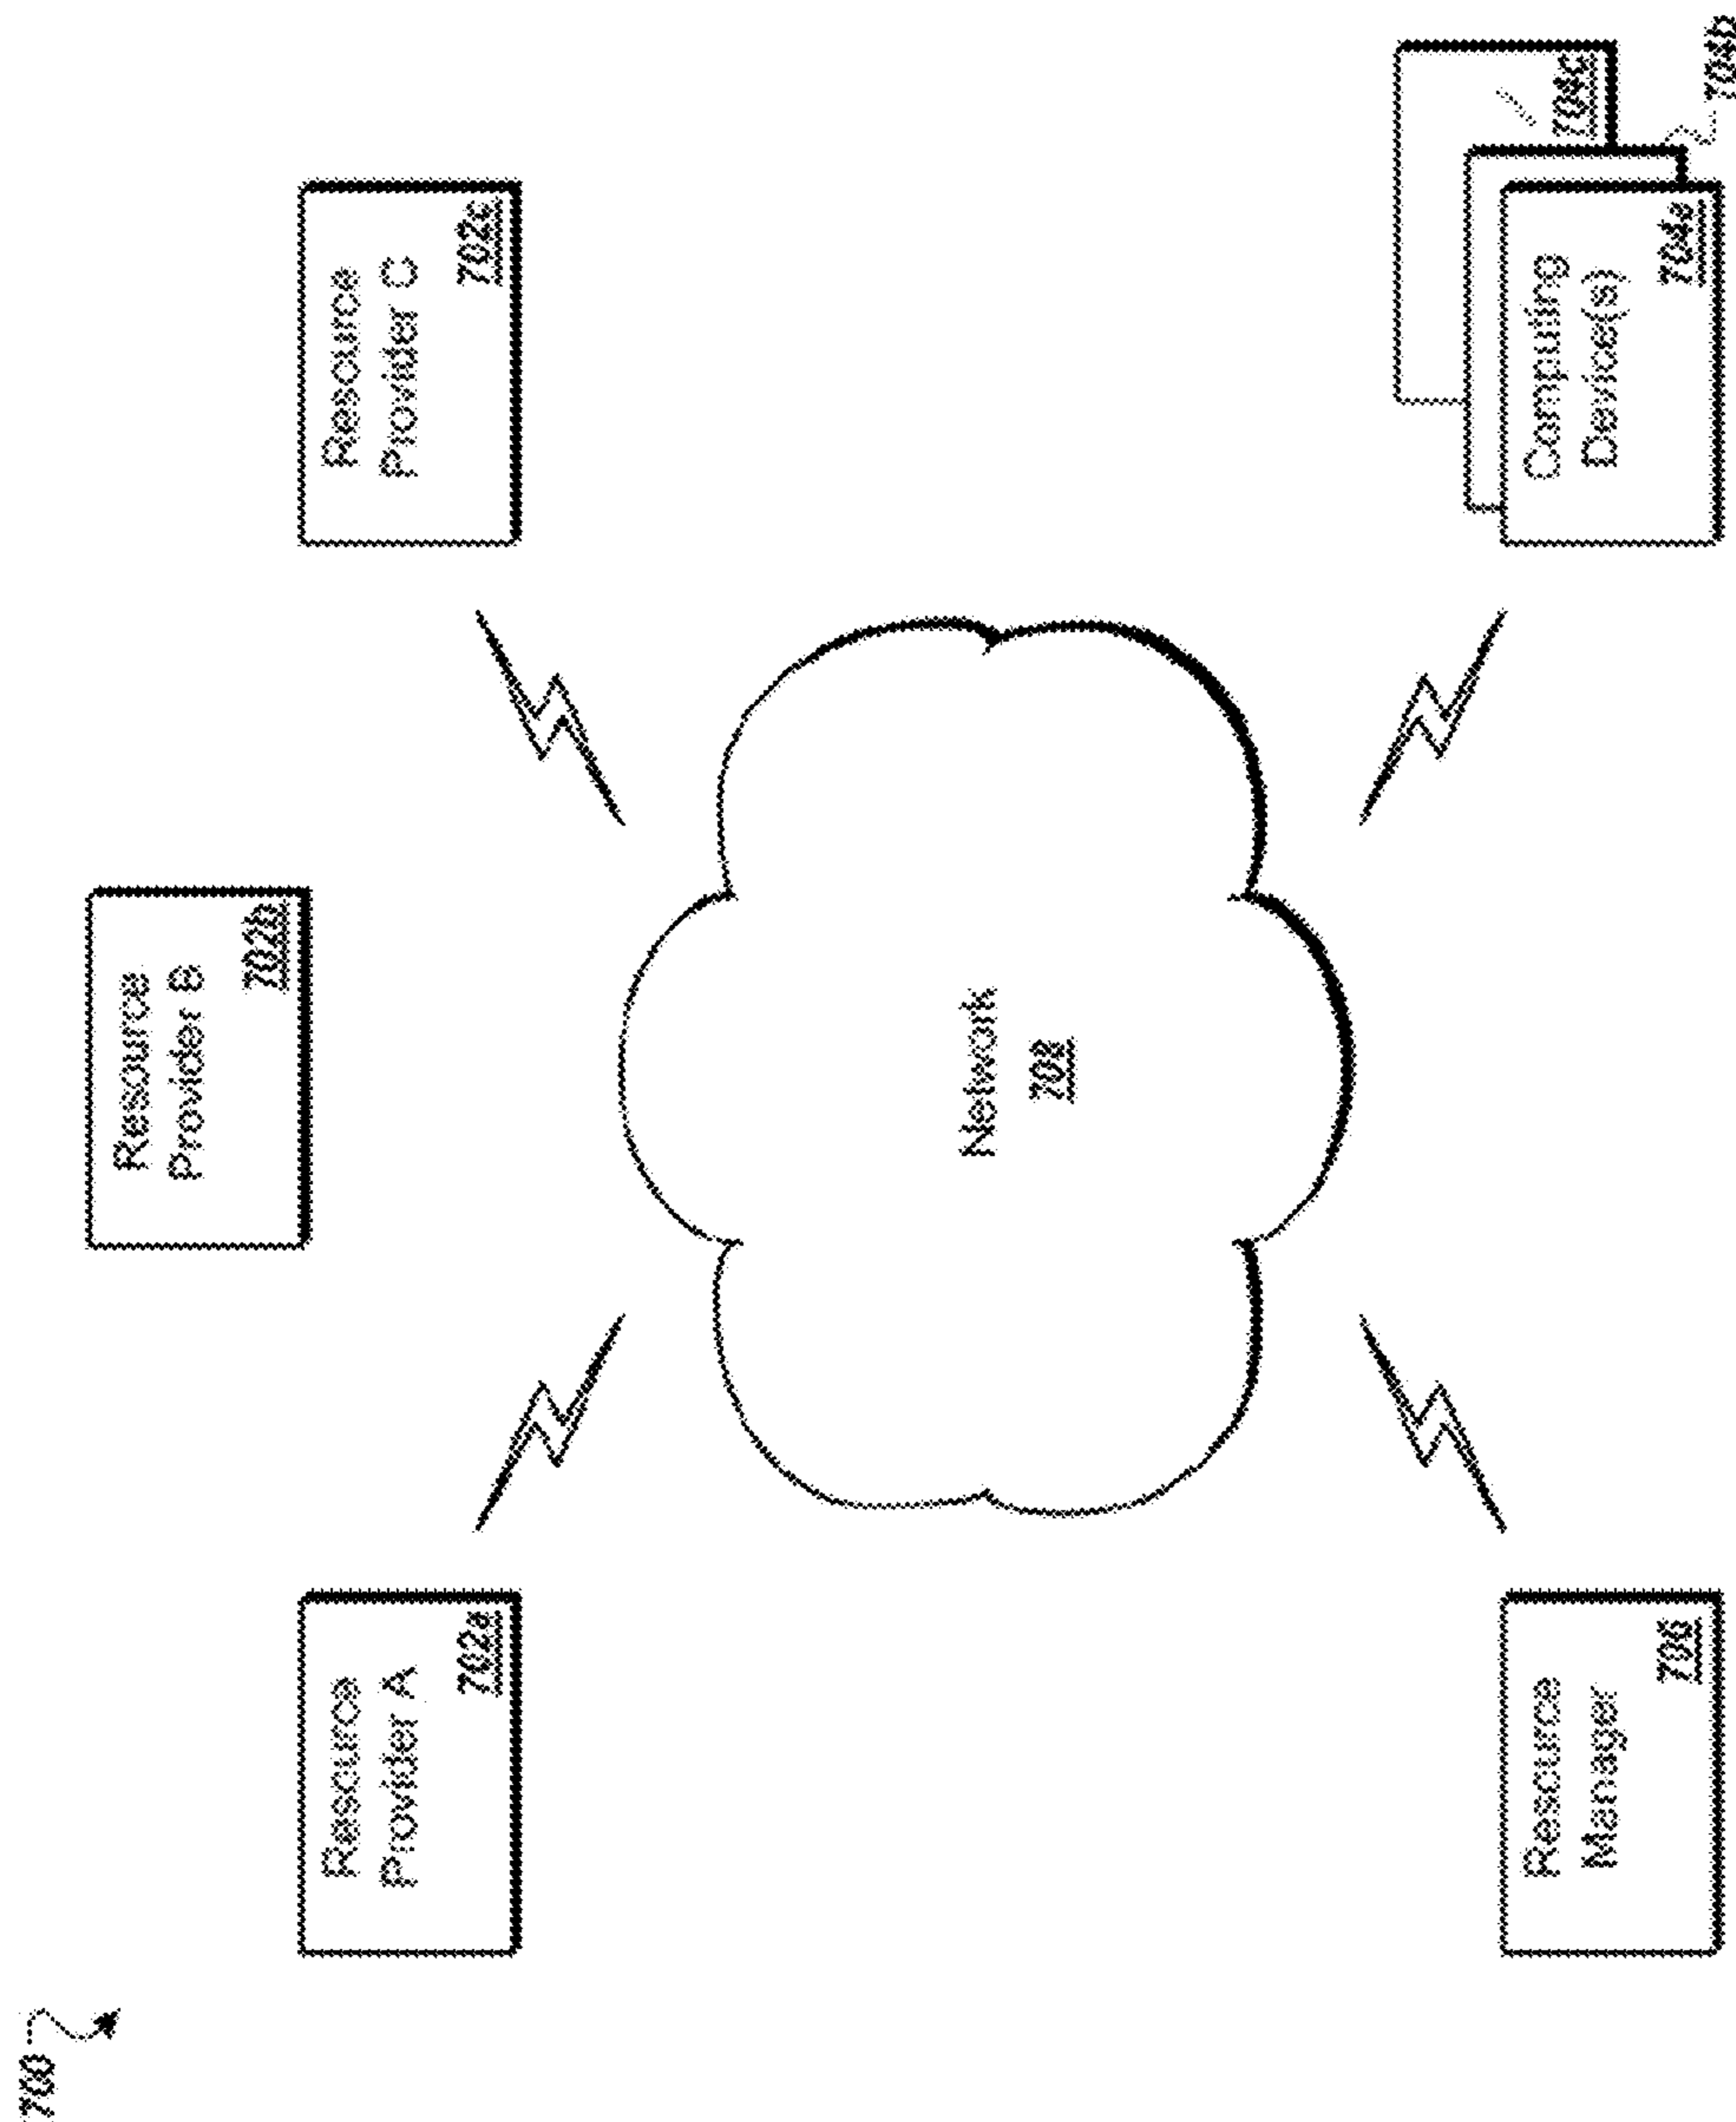 700
Resource
Provider B
702b
Resource
Provider A
702a
Resource
Provider C
702c
Network
708
Resource
Manager
706
Computing
Device(s)
704a
704b
704c